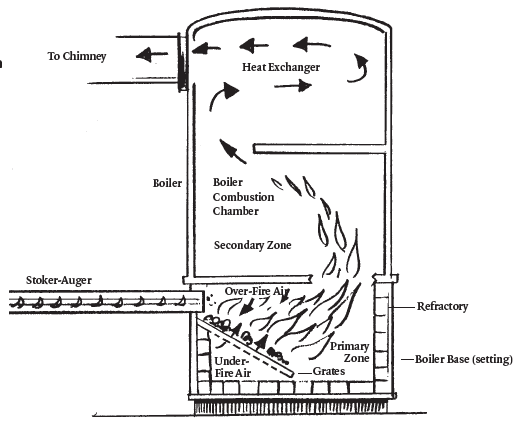 To Chimney
Heat Exchanger
Boiler
Boiler
Combustion
Chamber
Secondary Zone
Stoker-Auger
Over-Fire Air
Refractory
Primary
Zone
Boiler Base (setting)
Under-
Fire Air
Grates